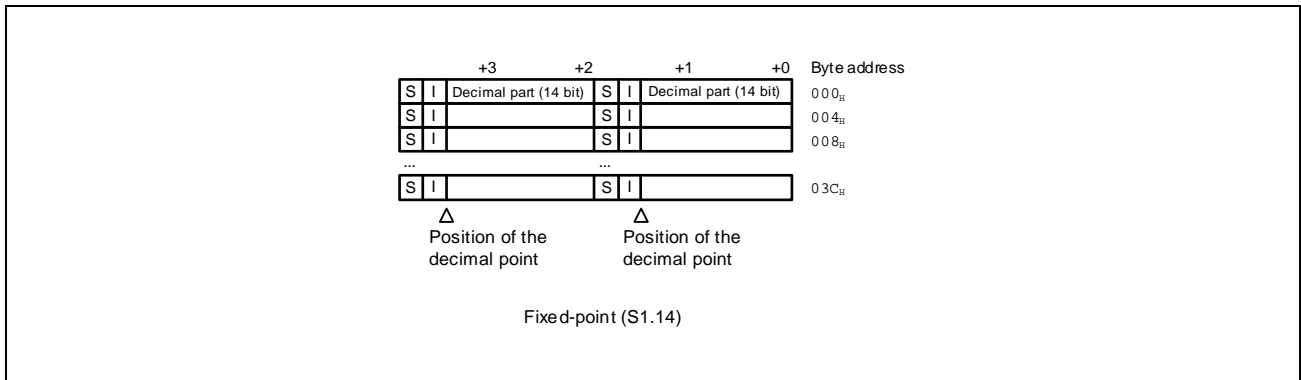 +3 +2 +1 +0 Byte address
S I Decimal part (14 bit) S I Decimal part (14 bit) 000H
S I S I 004H
S I S I 008H
... ...
S I S I 03CH
Position of the decimal point Position of the decimal point
Fixed-point (S1.14)